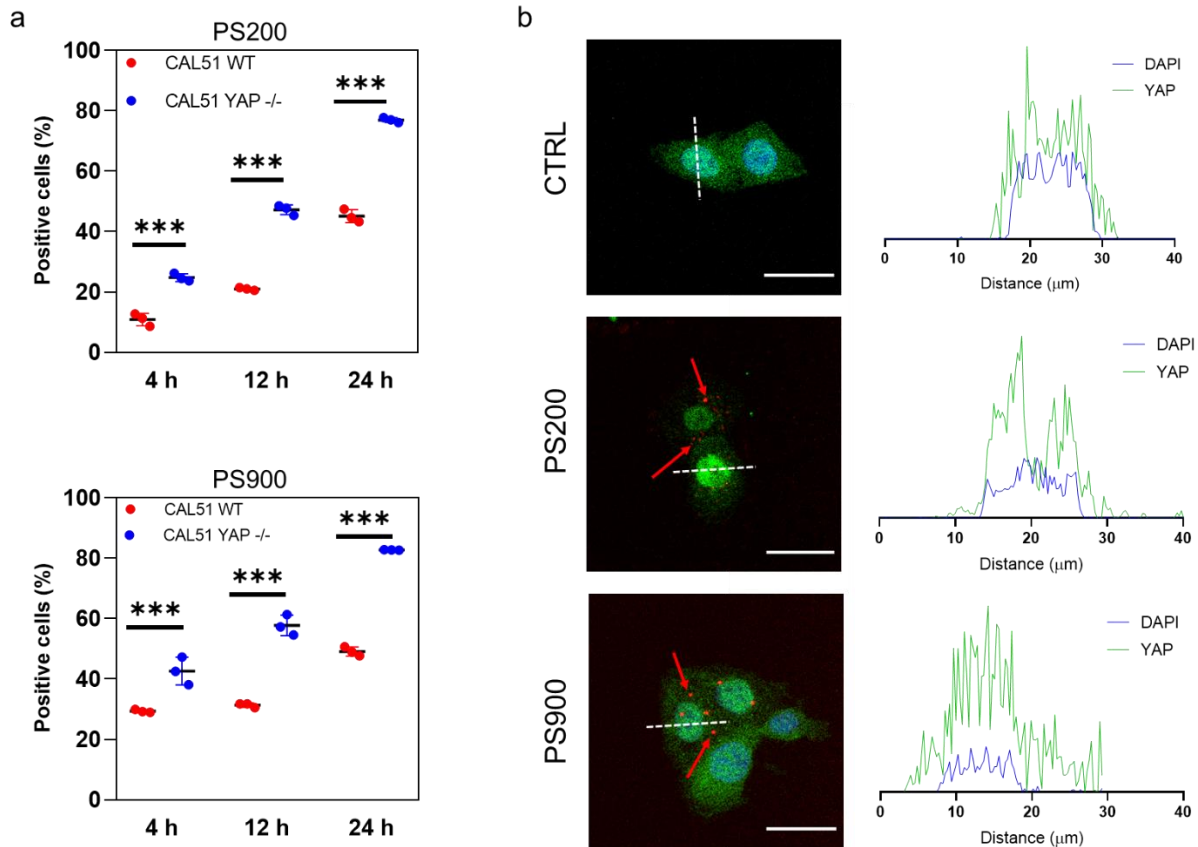 a
PS200
CAL51 WT
CAL51 YAP -/-
Positive cells (%)
100
80
60
40
20
0
***
***
***
4 h
12 h
24 h
PS900
CAL51 WT
CAL51 YAP -/-
Positive cells (%)
100
80
60
40
20
0
***
***
***
4 h
12 h
24 h
b
CTRL
DAPI
YAP
0
10
20
30
40
Distance (μm)
PS200
DAPI
YAP
0
10
20
30
40
Distance (μm)
PS900
DAPI
YAP
0
10
20
30
40
Distance (μm)